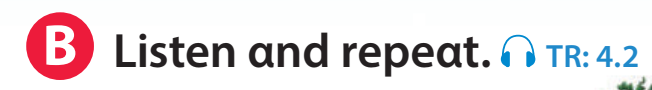 B Listen and repeat. TR: 4.2